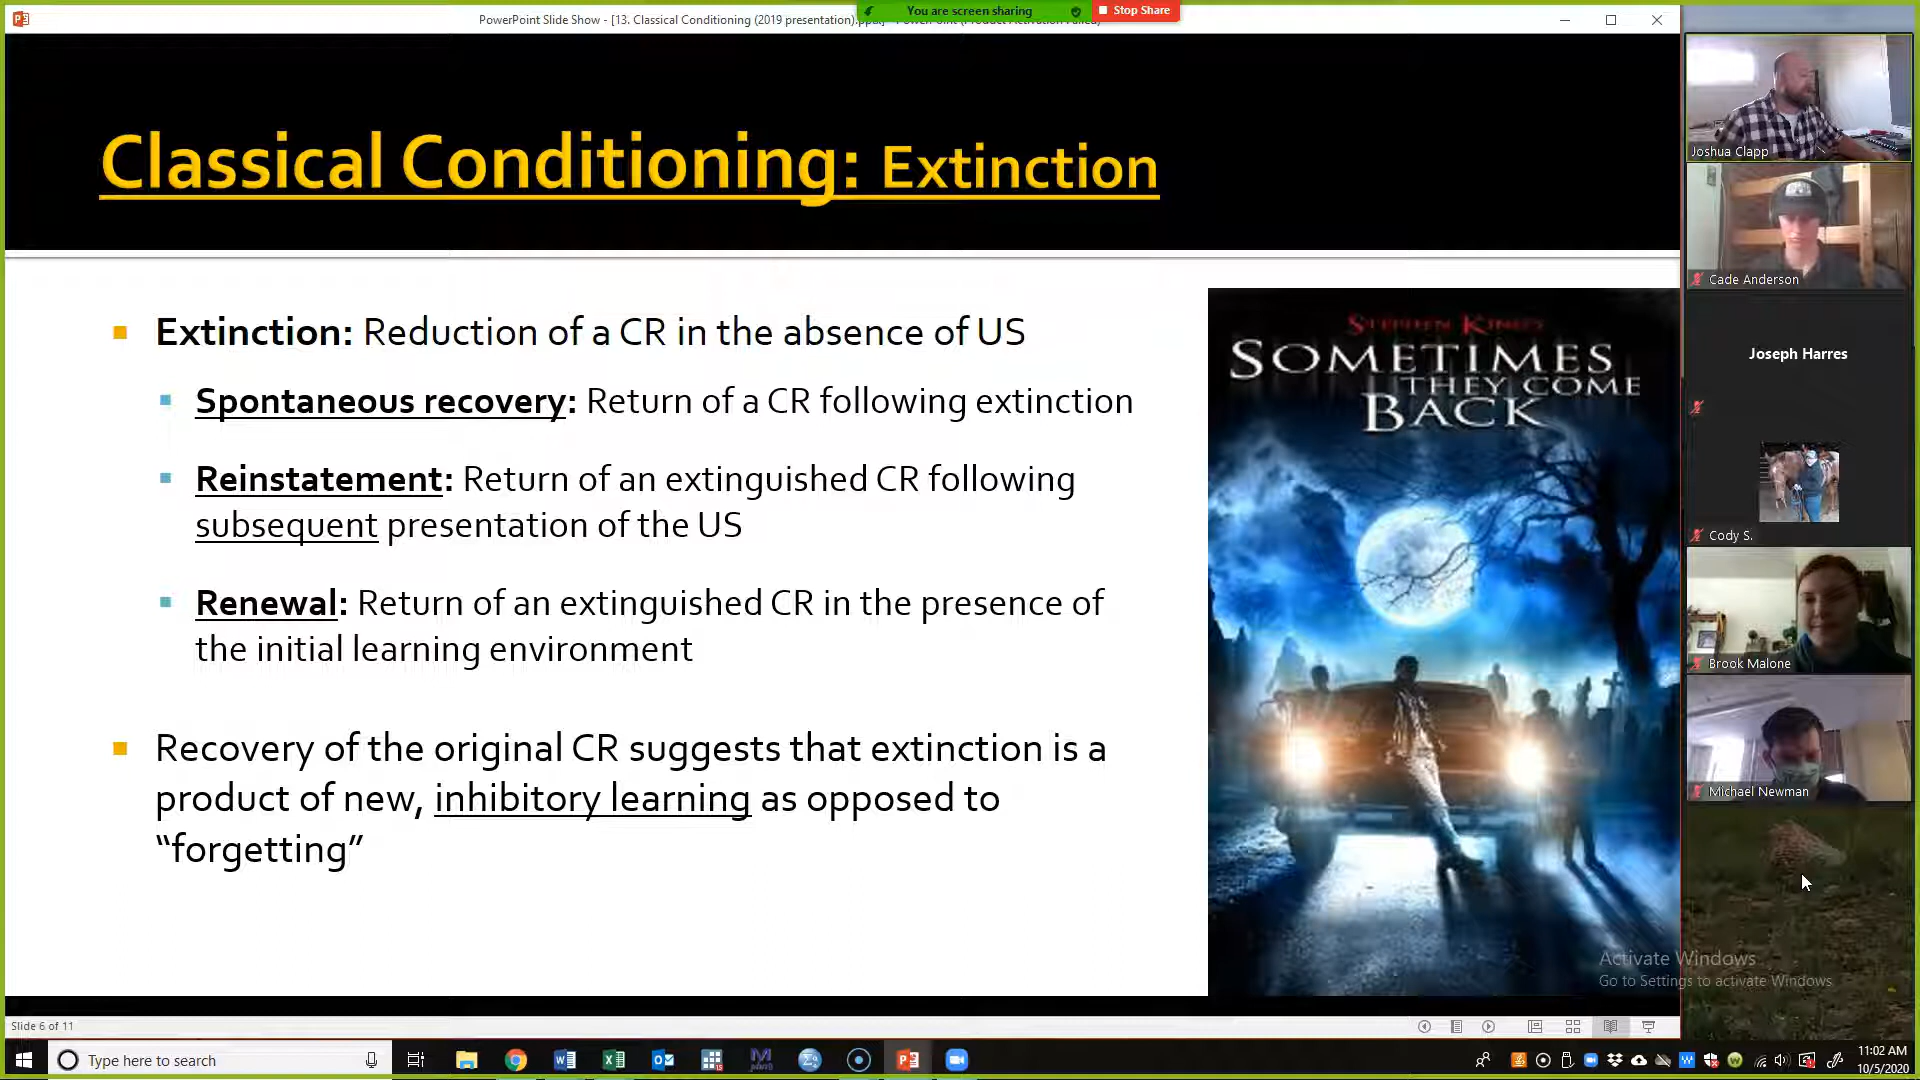 PowerPoint Slide Show - [13. Classical Conditioning (2019 presentation).
You are screen sharing
Stop Share
Classical Conditioning: Extinction
Extinction: Reduction of a CR in the absence of US
Spontaneous recovery: Return of a CR following extinction
Reinstatement: Return of an extinguished CR following
subsequent presentation of the US
Renewal: Return of an extinguished CR in the presence of
the initial learning environment
Recovery of the original CR suggests that extinction is a
product of new, inhibitory learning as opposed to
“forgetting”
STEPHEN KING'S
SOMETIMES
THEY COME
BACK
Joshua Clapp
Cade Anderson
Joseph Harres
Cody S.
Brook Malone
Michael Newman
Activate Windows
Go to Settings to activate Windows
Slide 6 of 11
Type here to search
11:02 AM
10/5/2020